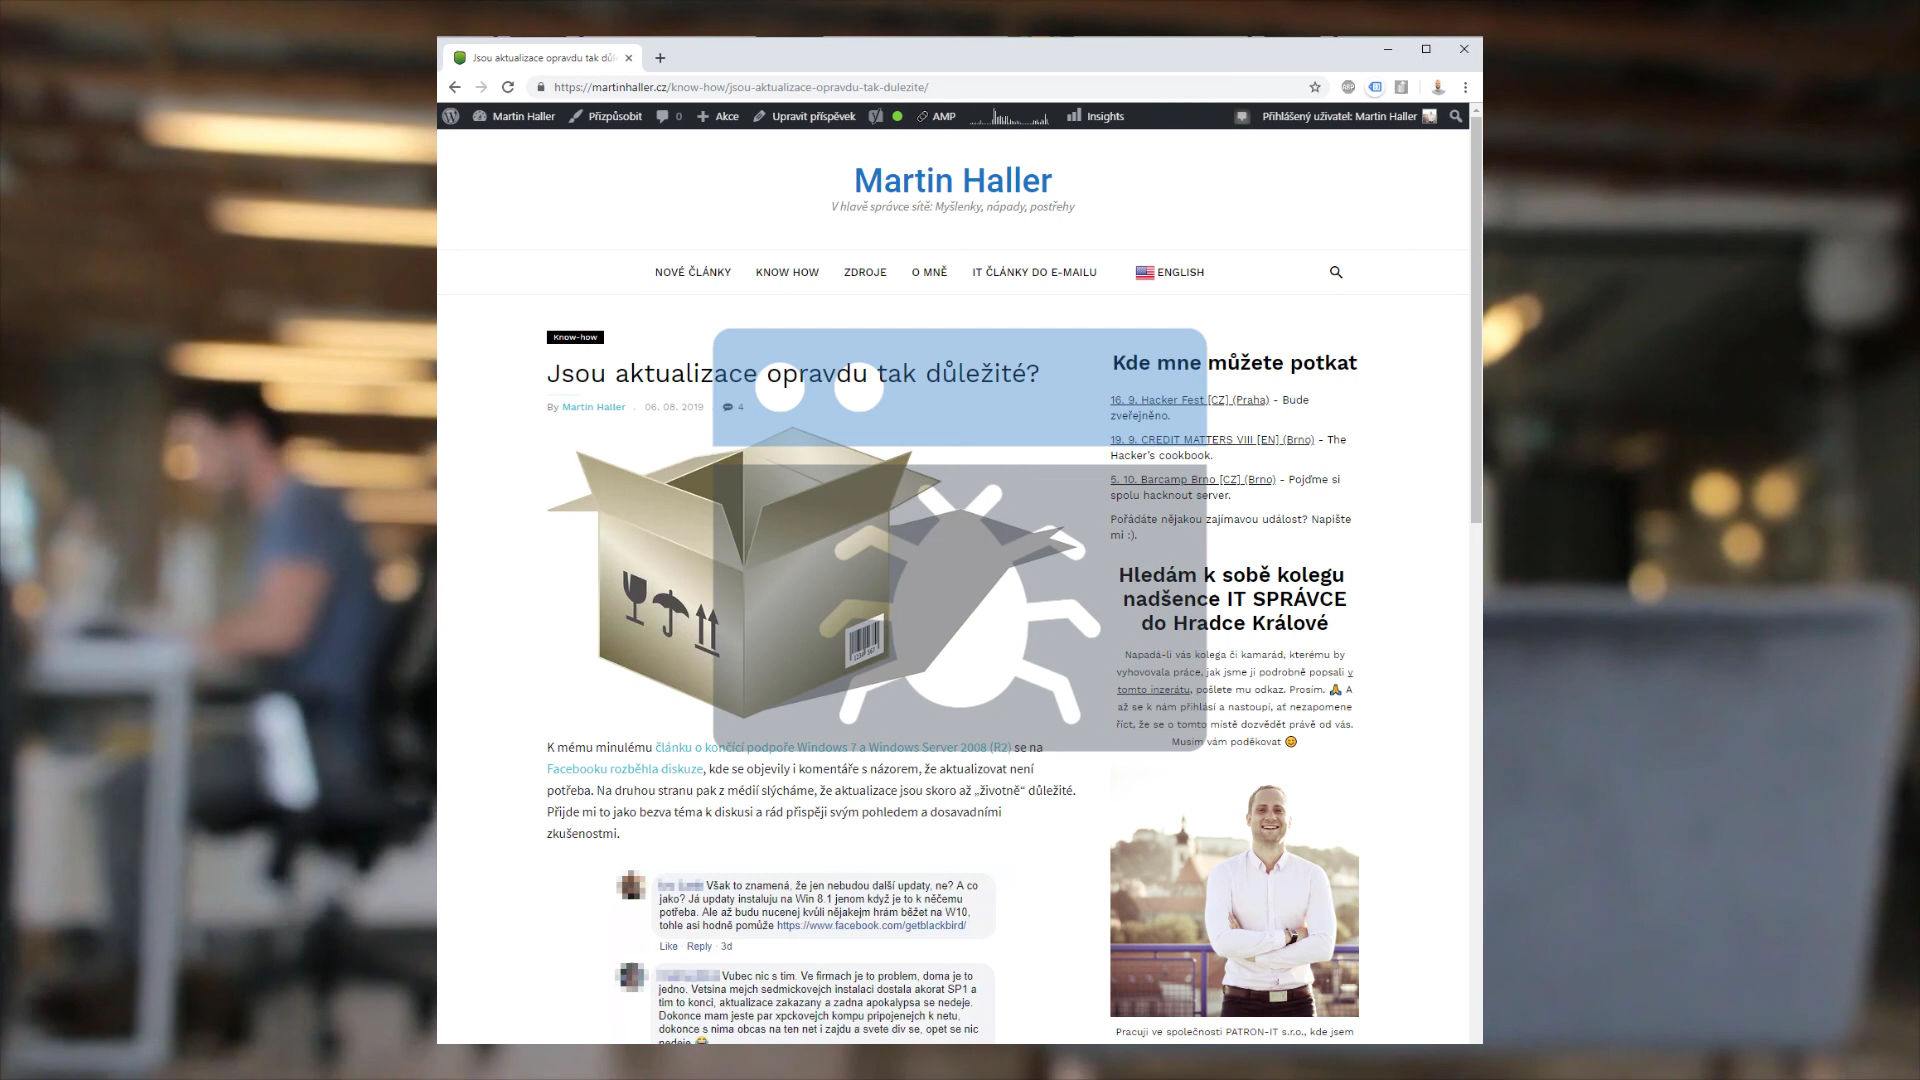 Jsou aktualizace opravdu tak důl
https://martinhaller.cz/know-how/jsou-aktualizace-opravdu-tak-dulezite/
ABP
Martin Haller Přizpůsobit 0 Akce Upravit příspěvek AMP Insights Přihlášený uživatel: Martin Haller
Martin Haller
V hlavě správce sítě: Myšlenky, nápady, postřehy
NOVÉ ČLÁNKY KNOW HOW ZDROJE O MNĚ IT ČLÁNKY DO E-MAILU ENGLISH
Know-how
Jsou aktualizace opravdu tak důležité?
By Martin Haller . 06. 08. 2019 4
K mému minulému článku o končící podpoře Windows 7 a Windows Server 2008 (R2) se na
Facebooku rozběhla diskuze, kde se objevily i komentáře s názorem, že aktualizovat není
potřeba. Na druhou stranu pak z médií slýcháme, že aktualizace jsou skoro až „životně“ důležité.
Přijde mi to jako bezva téma k diskusi a rád přispěji svým pohledem a dosavadními
zkušenostmi.
Však to znamená, že jen nebudou další updaty, ne? A co
jako? Já updaty instaluju na Win 8.1 jenom když je to k něčemu
potřeba. Ale až budu nucenej kvůli nějakejm hrám běžet na W10,
tohle asi hodně pomůže https://www.facebook.com/getblackbird/
Like · Reply · 3d
Vubec nic s tim. Ve firmach je to problem, doma je to
jedno. Vetsina mejch sedmickovejch instalaci dostala akorat SP1 a
tim to konci, aktualizace zakazany a zadna apokalypsa se nedeje.
Dokonce mam jeste par xpckovejch kompu pripojenejch k netu,
dokonce s nima obcas na ten net i zajdu a svete div se, opet se nic
nedeje
Kde mne můžete potkat
16. 9. Hacker Fest [CZ] (Praha) - Bude
zveřejněno.
19. 9. CREDIT MATTERS VIII [EN] (Brno) - The
Hacker's cookbook.
5. 10. Barcamp Brno [CZ] (Brno) - Pojďme si
spolu hacknout server.
Pořádáte nějakou zajímavou událost? Napište
mi :).
Hledám k sobě kolegu
nadšence IT SPRÁVCE
do Hradce Králové
Napadá-li vás kolega či kamarád, kterému by
vyhovovala práce, jak jsme ji podrobně popsali v
tomto inzerátu, pošlete mu odkaz. Prosím. 🙏 A
až se k nám přihlásí a nastoupí, ať nezapomene
říct, že se o tomto místě dozvědět právě od vás.
Musím vám poděkovat 😊
Pracuji ve společnosti PATRON-IT s.r.o., kde jsem